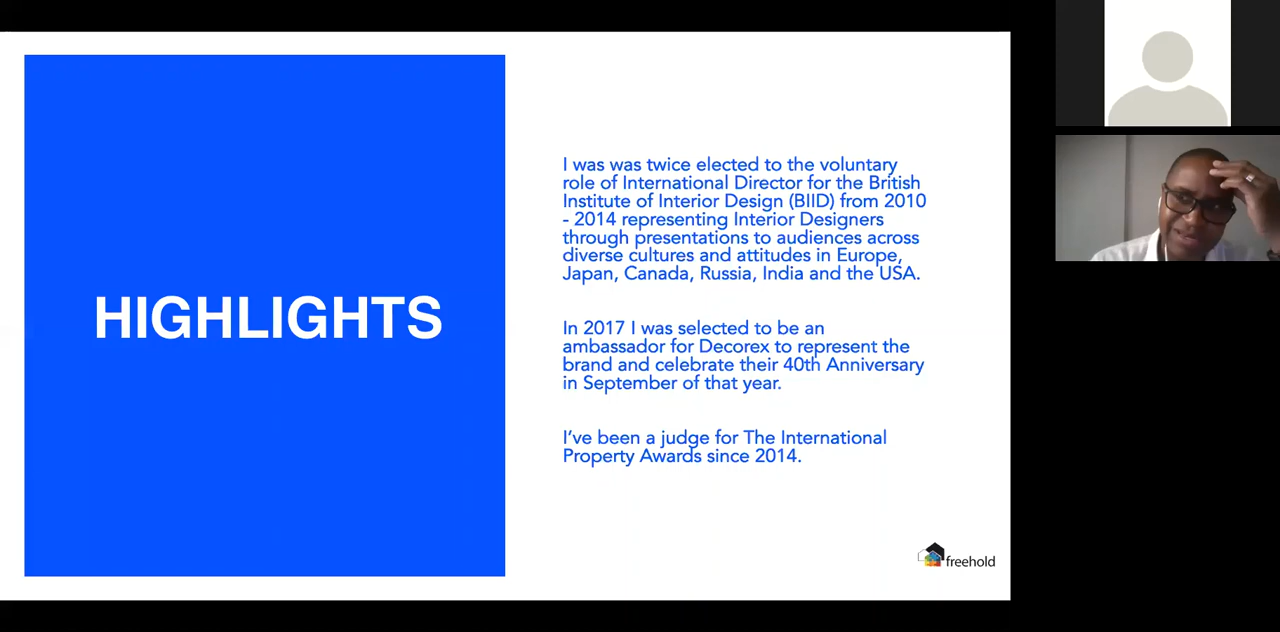 HIGHLIGHTS
I was was twice elected to the voluntary
role of International Director for the British
Institute of Interior Design (BIID) from 2010
- 2014 representing Interior Designers
through presentations to audiences across
diverse cultures and attitudes in Europe,
Japan, Canada, Russia, India and the USA.
In 2017 I was selected to be an
ambassador for Decorex to represent the
brand and celebrate their 40th Anniversary
in September of that year.
I’ve been a judge for The International
Property Awards since 2014.
freehold